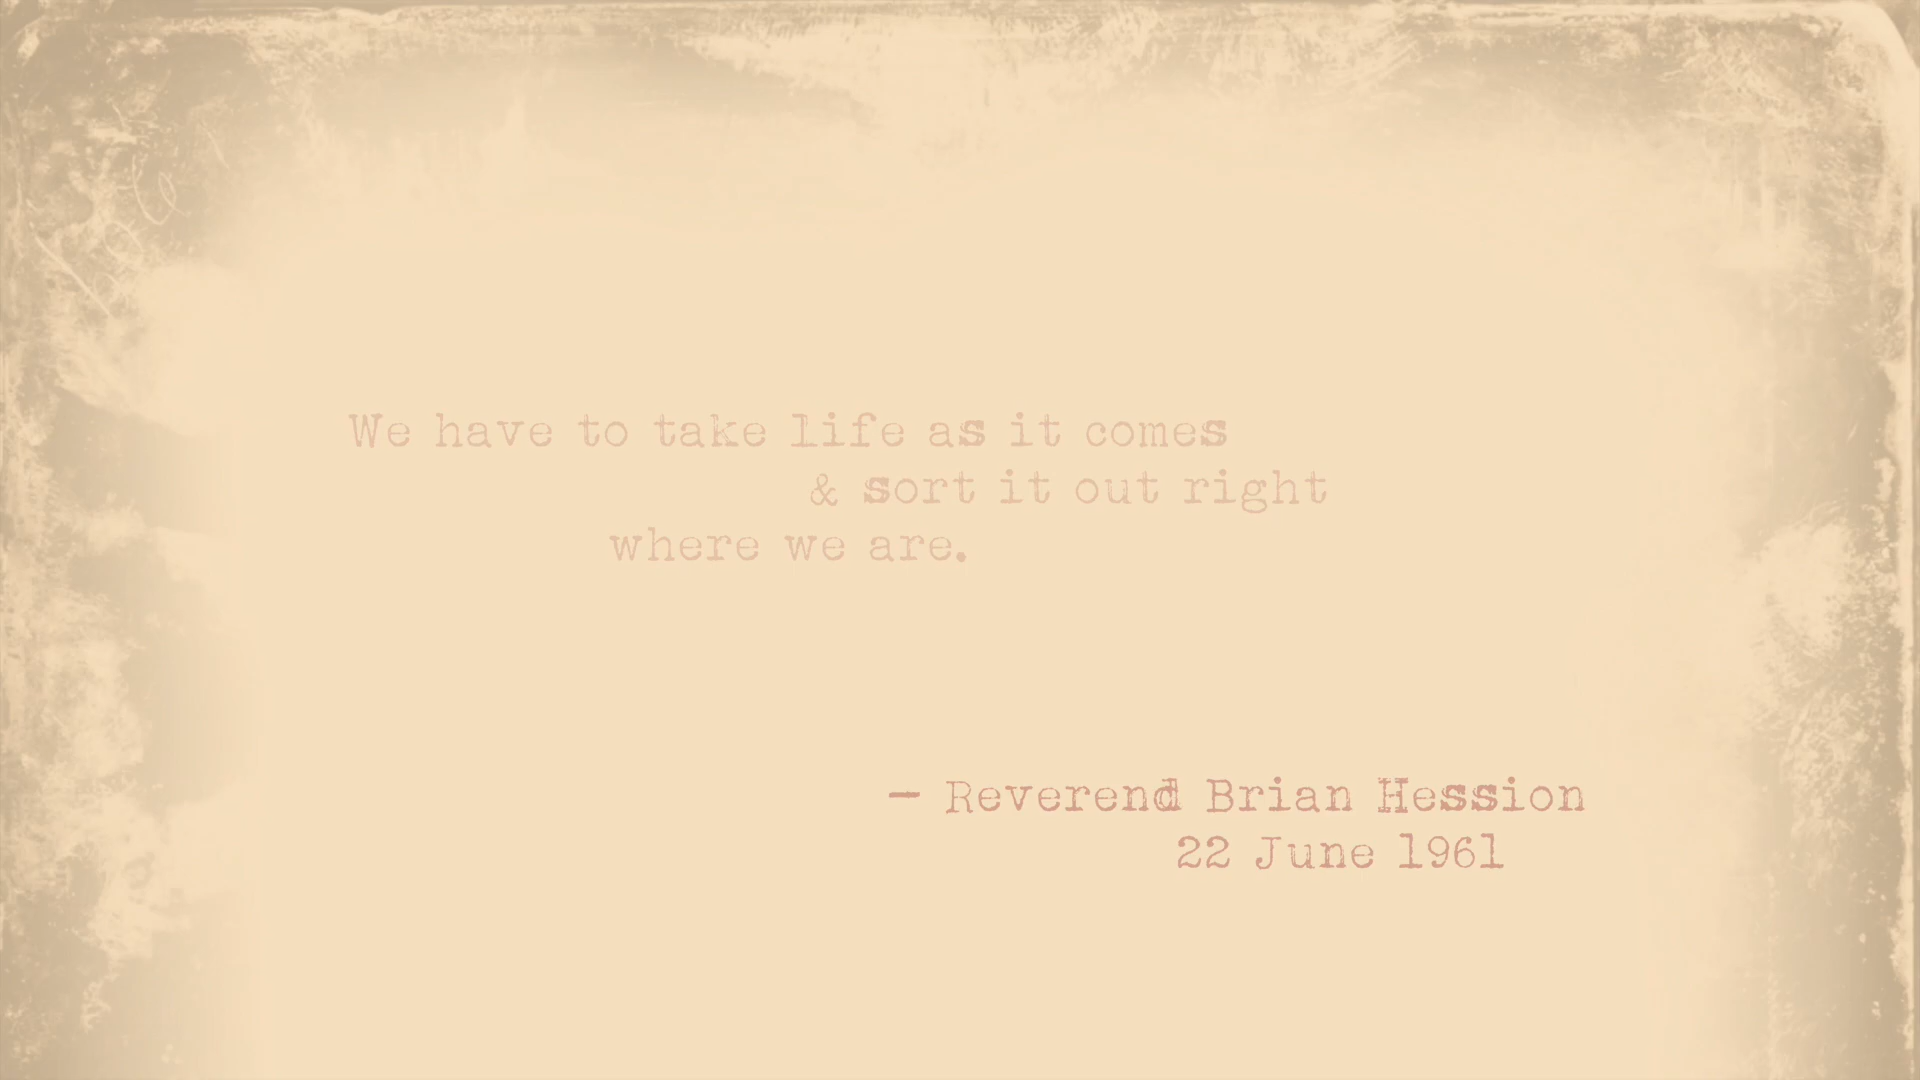 We have to take life as it comes
& sort it out right
where we are.
— Reverend Brian Hession
22 June 1961